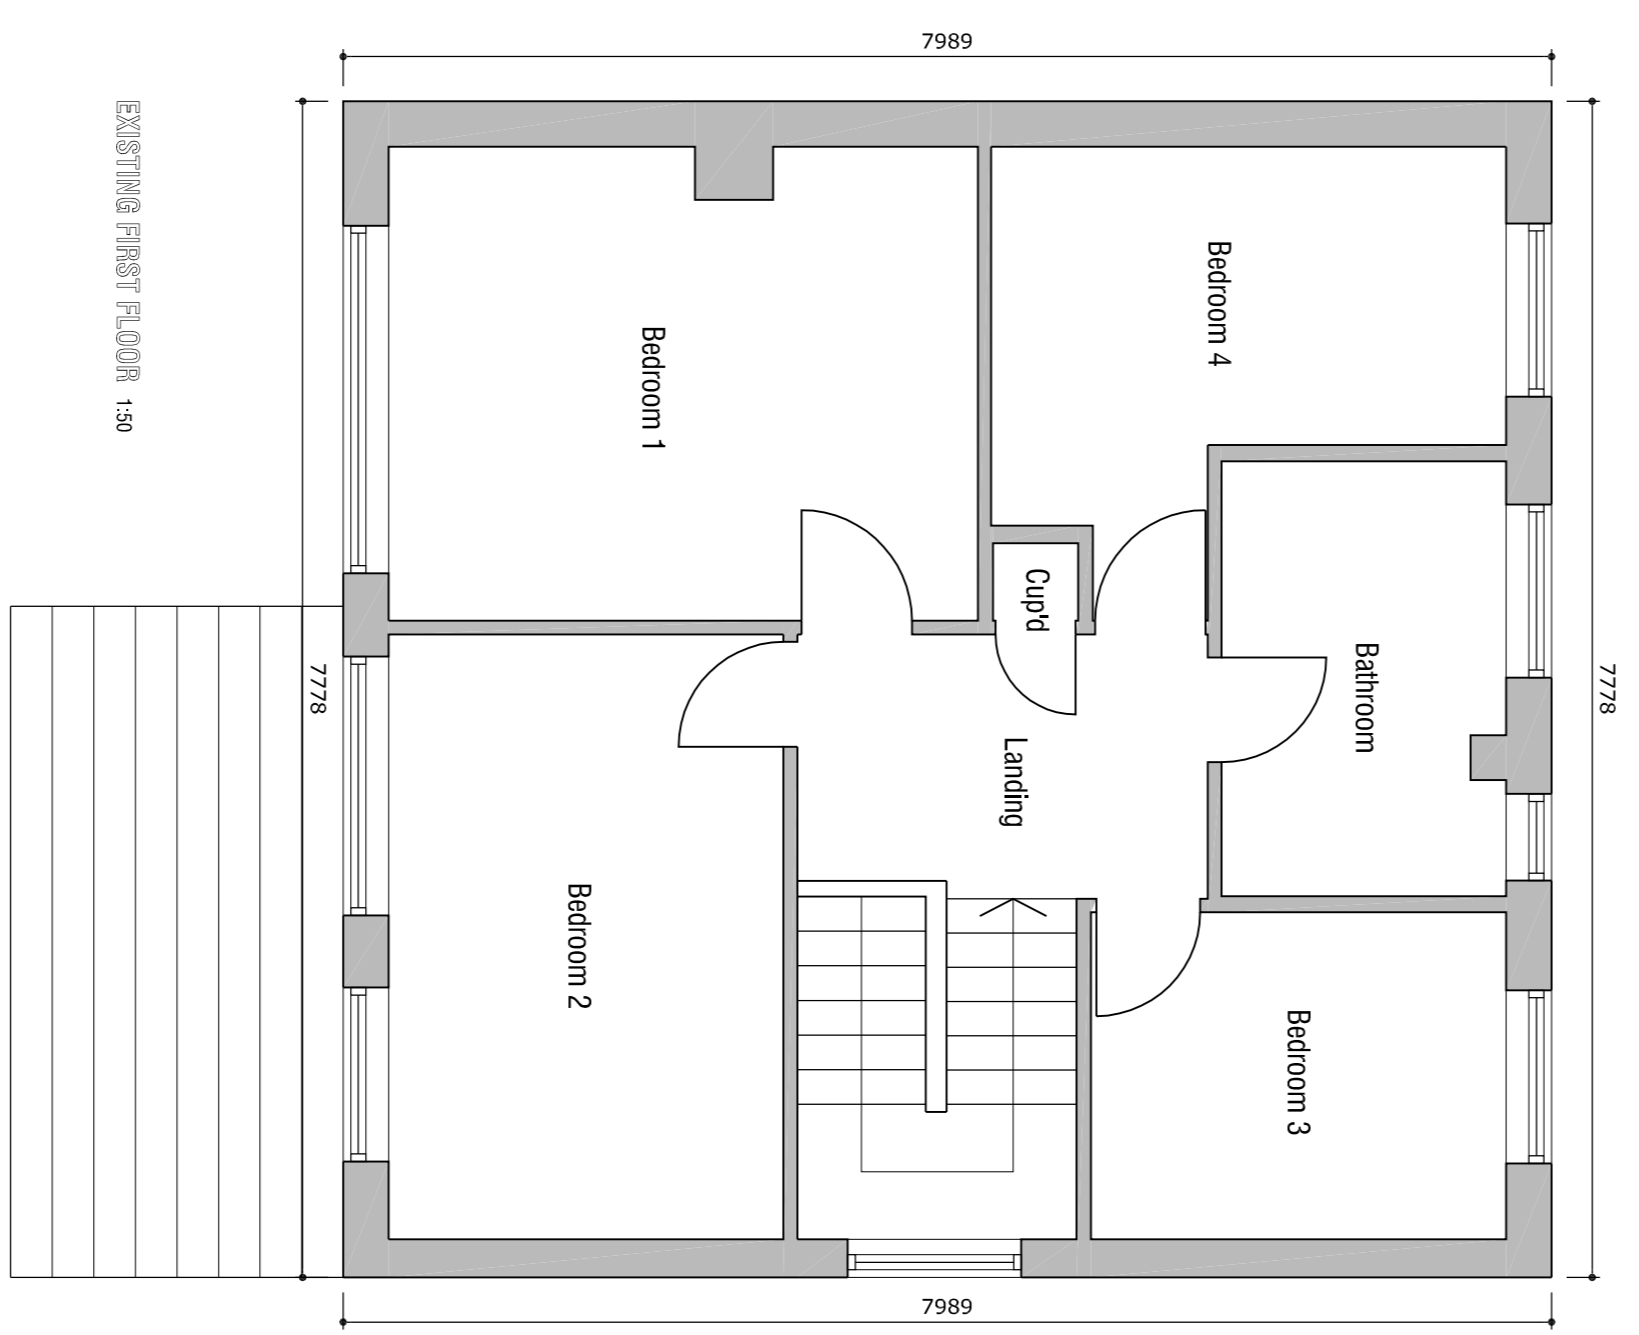 7989
EXISTING FIRST FLOOR 1:50
Bedroom 4
Bedroom 1
Cup'd
Bathroom
7778
7778
Landing
Bedroom 2
Bedroom 3
7989